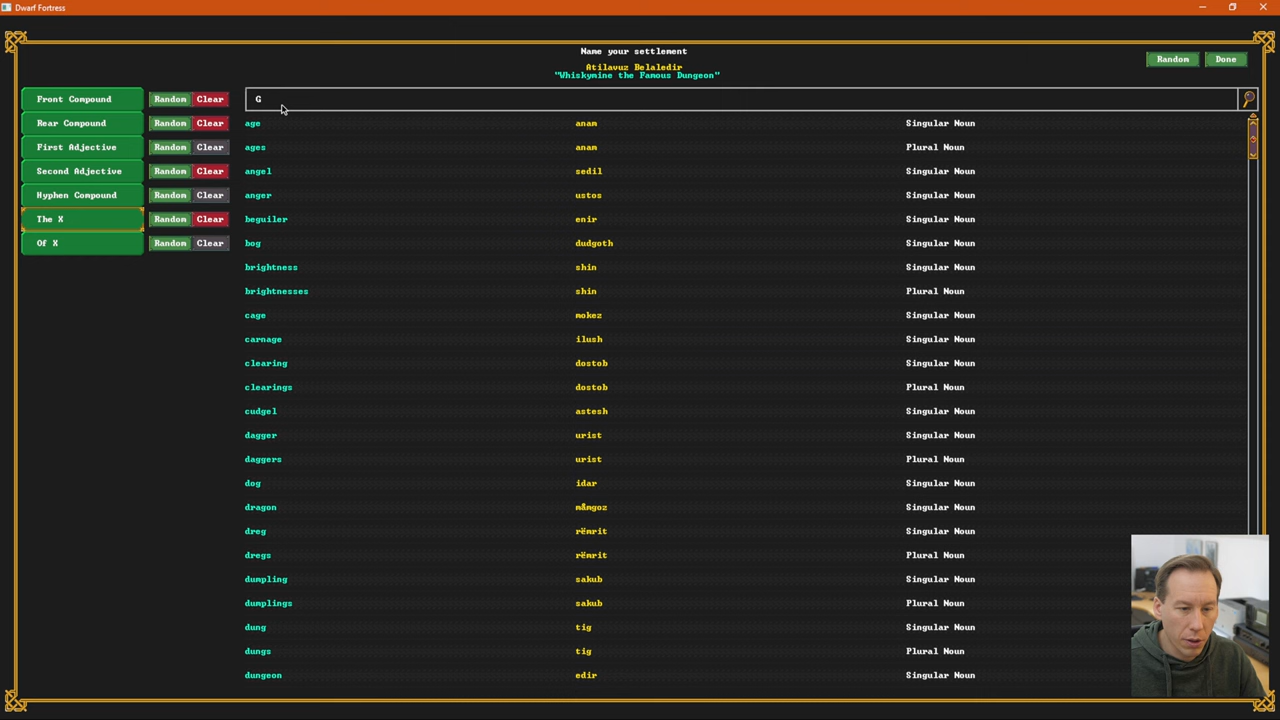 Dwarf Fortress
Name your settlement
Atilavuz Belaledir
"Whiskymine the Famous Dungeon"
Random Done
Front Compound Random Clear G
Rear Compound Random Clear age anam Singular Noun
First Adjective Random Clear ages anam Plural Noun
Second Adjective Random Clear angel sedil Singular Noun
Hyphen Compound Random Clear anger ustos Singular Noun
The X Random Clear beguiler enir Singular Noun
Of X Random Clear bog dudgoth Singular Noun
brightness shin Singular Noun
brightnesses shin Plural Noun
cage mokez Singular Noun
carnage ilush Singular Noun
clearing dostob Singular Noun
clearings dostob Plural Noun
cudgel astesh Singular Noun
dagger urist Singular Noun
daggers urist Plural Noun
dog idar Singular Noun
dragon måmgoz Singular Noun
dreg rëmrit Singular Noun
dregs rëmrit Plural Noun
dumpling sakub Singular Noun
dumplings sakub Plural Noun
dung tig Singular Noun
dungs tig Plural Noun
dungeon edir Singular Noun